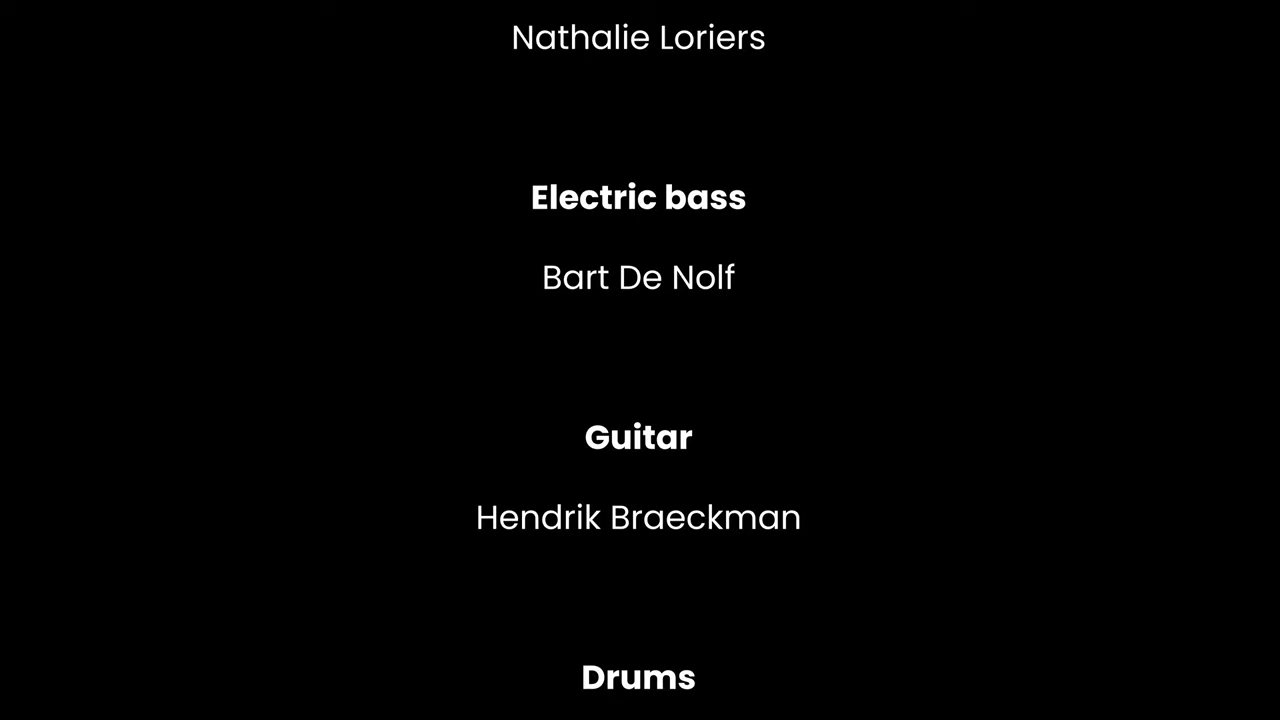 Nathalie Loriers
Electric bass
Bart De Nolf
Guitar
Hendrik Braeckman
Drums